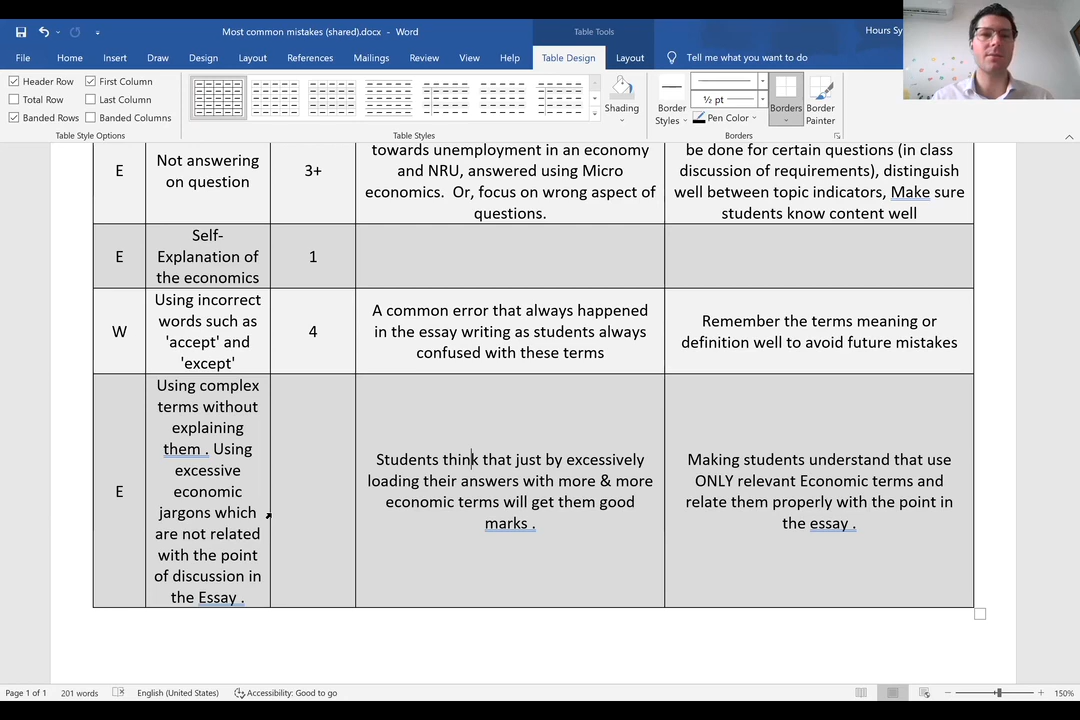 Most common mistakes (shared).docx - Word
Table Tools
Hours Sy
File Home Insert Draw Design Layout References Mailings Review View Help Table Design Layout Tell me what you want to do
Header Row First Column
Total Row Last Column
Banded Rows Banded Columns
Table Style Options
Table Styles
Shading
Border Styles
½ pt
Pen Color
Borders
Border Painter
Borders
E
Not answering
on question
3+
towards unemployment in an economy
and NRU, answered using Micro
economics. Or, focus on wrong aspect of
questions.
be done for certain questions (in class
discussion of requirements), distinguish
well between topic indicators, Make sure
students know content well
E
Self-
Explanation of
the economics
1
W
Using incorrect
words such as
'accept' and
'except'
4
A common error that always happened
in the essay writing as students always
confused with these terms
Remember the terms meaning or
definition well to avoid future mistakes
E
Using complex
terms without
explaining
them . Using
excessive
economic
jargons which
are not related
with the point
of discussion in
the Essay .
Students think that just by excessively
loading their answers with more & more
economic terms will get them good
marks .
Making students understand that use
ONLY relevant Economic terms and
relate them properly with the point in
the essay .
Page 1 of 1 201 words English (United States) Accessibility: Good to go 150%